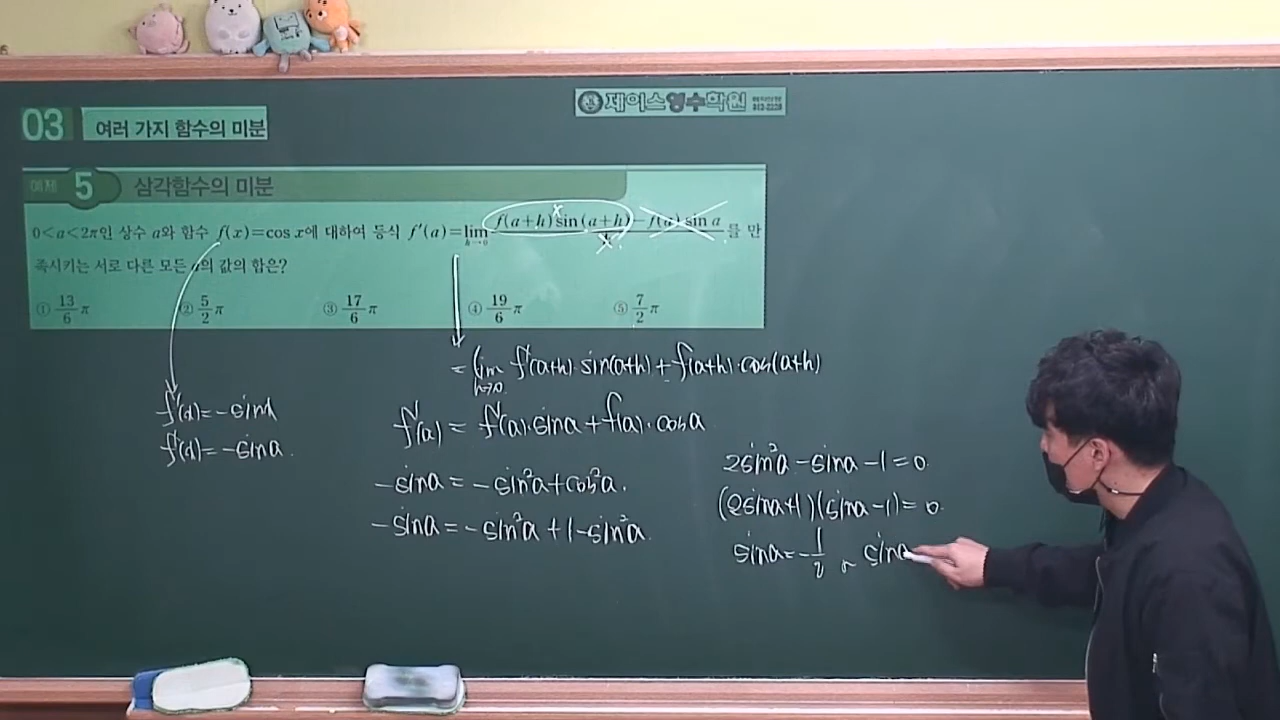 제이스영수학원
03 여러 가지 함수의 미분
예제 5 삼각함수의 미분
0<a<2π인 상수 a와 함수 f(x)=cos x에 대하여 등식 f′(a)=lim h→0 f(a+h) sin (a+h)−f(a) sin a / h 를 만
족시키는 서로 다른 모든 a의 값의 합은?
① 13/6 π ② 5/2 π ③ 17/6 π ④ 19/6 π ⑤ 7/2 π
= lim h→0 f′(a+h)·sin(a+h)+f(a+h)·cos(a+h)
f′(x)=-sinx
f′(a) = f′(a)·sina+f(a)·cosa
f′(a)=-sina.
2sin²a-sina-1=0.
-sina=-sin²a+cos²a.
(2sina+1)(sina-1)=0.
-sina=-sin²a+1-sin²a.
sina=-1/2 , sina